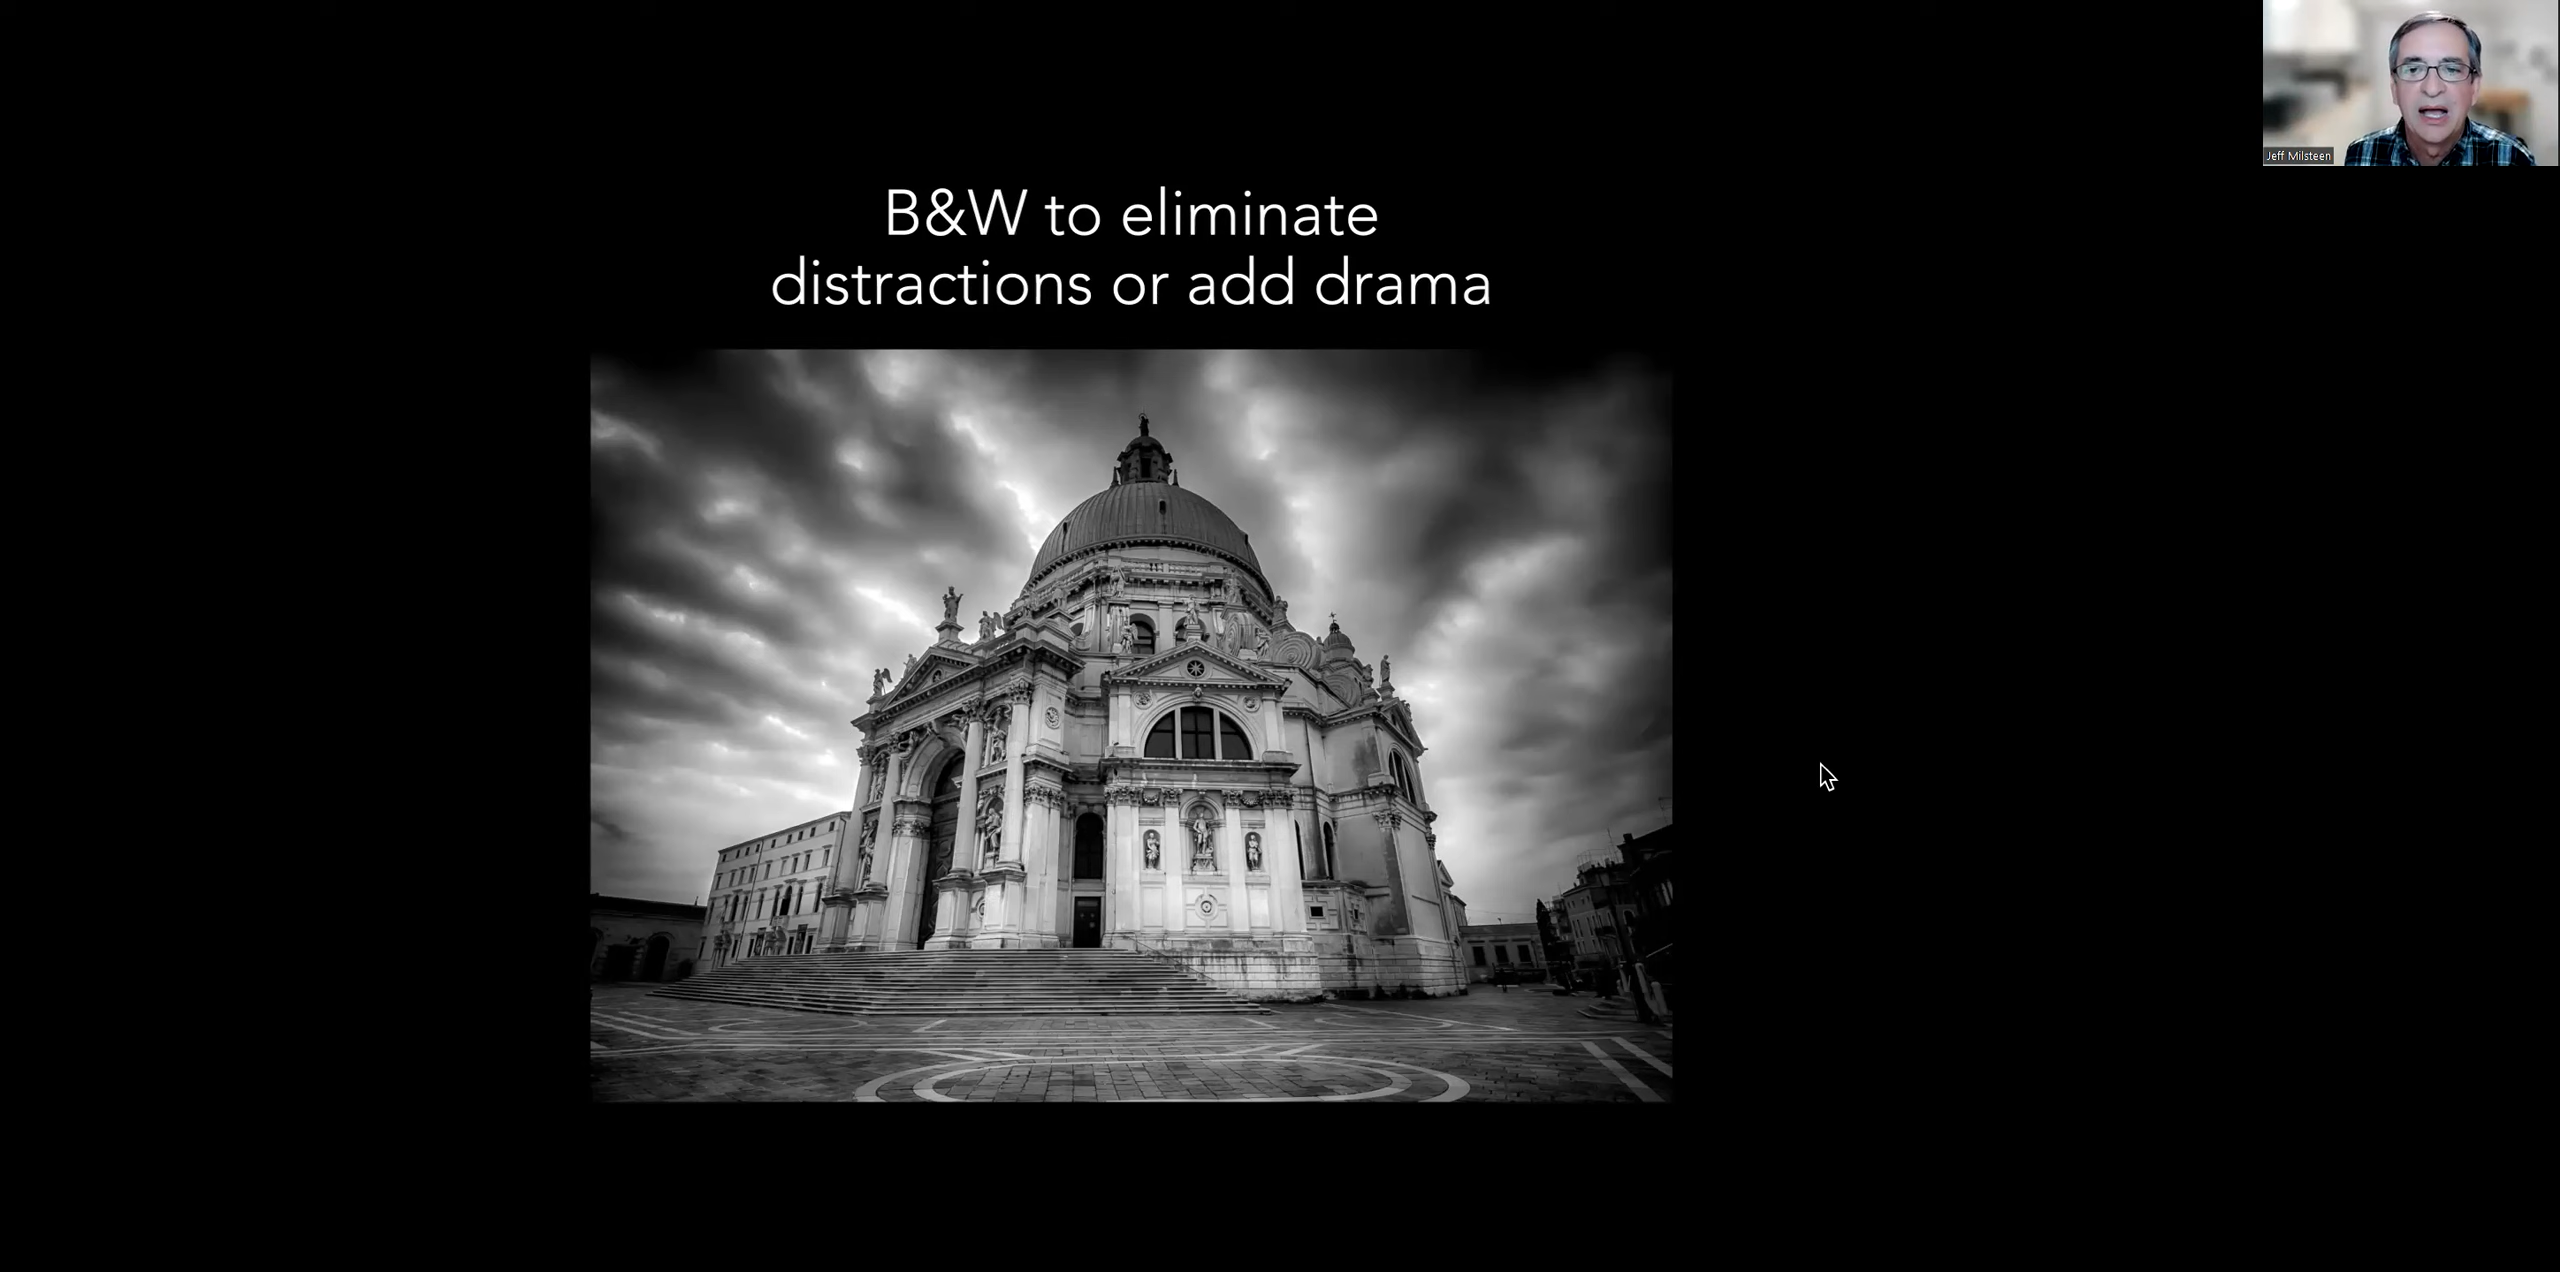 B&W to eliminate
distractions or add drama
Jeff Milsteen